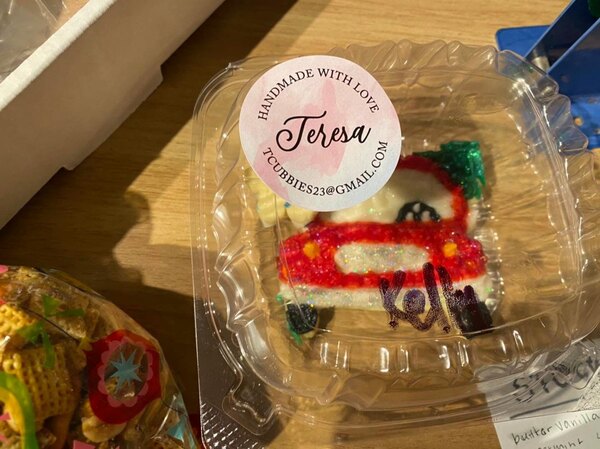 HANDMADE WITH LOVE
Teresa
TCUBBIES23@GMAIL.COM
Kelly
butter vanilla